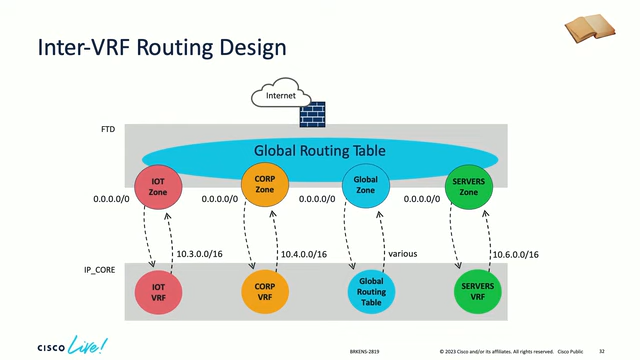 Inter-VRF Routing Design
Internet
FTD
Global Routing Table
IOT
Zone
CORP
Zone
Global
Zone
SERVERS
Zone
0.0.0.0/0
0.0.0.0/0
0.0.0.0/0
0.0.0.0/0
10.3.0.0/16
10.4.0.0/16
various
10.6.0.0/16
IP_CORE
IOT
VRF
CORP
VRF
Global
Routing
Table
SERVERS
VRF
CISCO Live!
BRKENS-2819
© 2023 Cisco and/or its affiliates. All rights reserved. Cisco Public
32